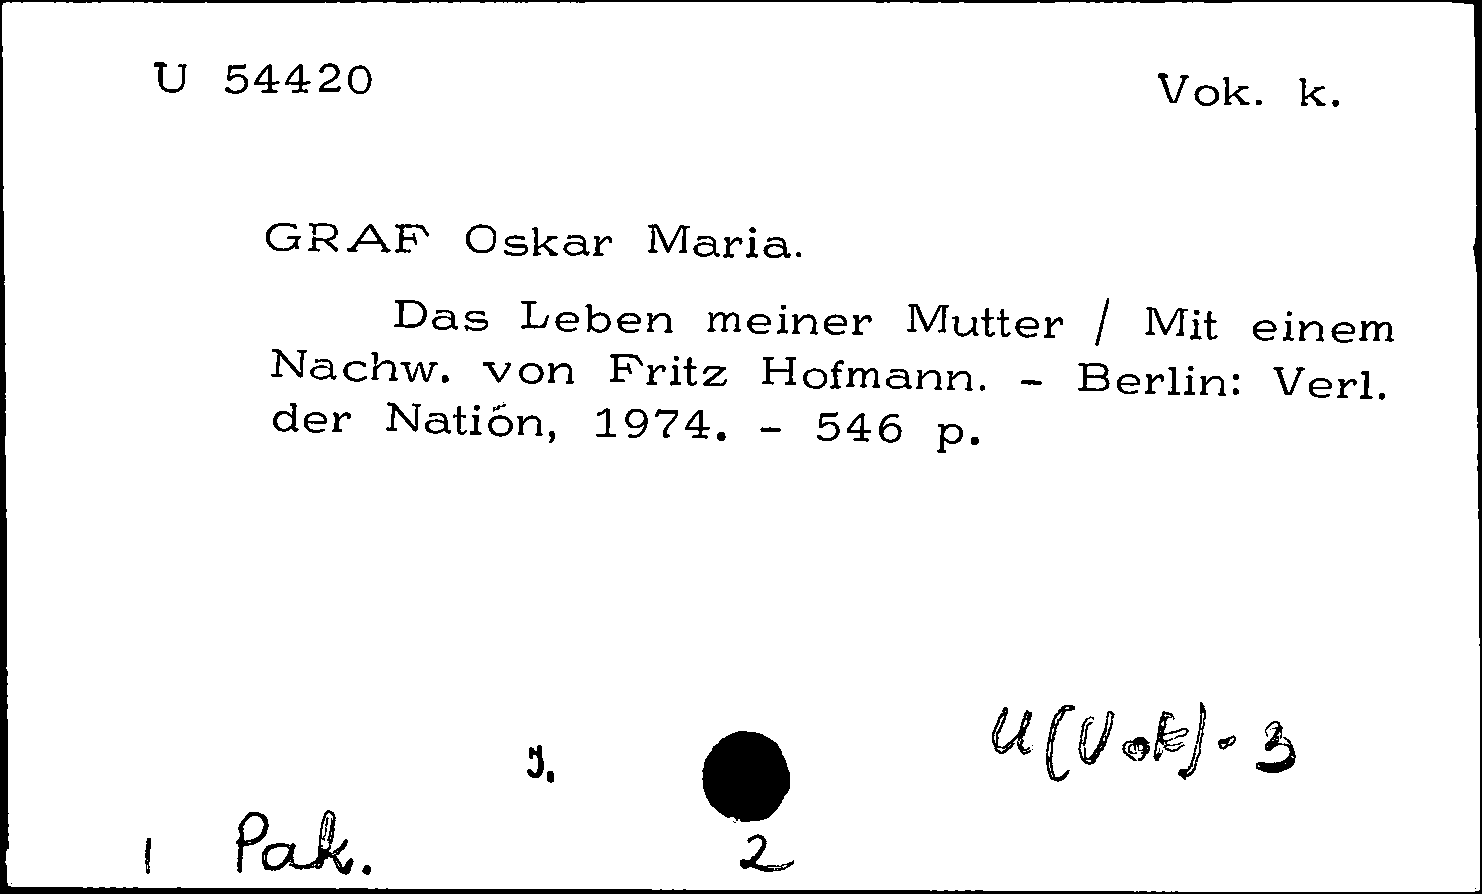 U 54420
Vok. k.
GRAF Oskar Maria.
Das Leben meiner Mutter / Mit einem
Nachw. von Fritz Hofmann. - Berlin: Verl.
der Natiön, 1974. - 546 p.
U(Vok)-3
1 Pak.
2